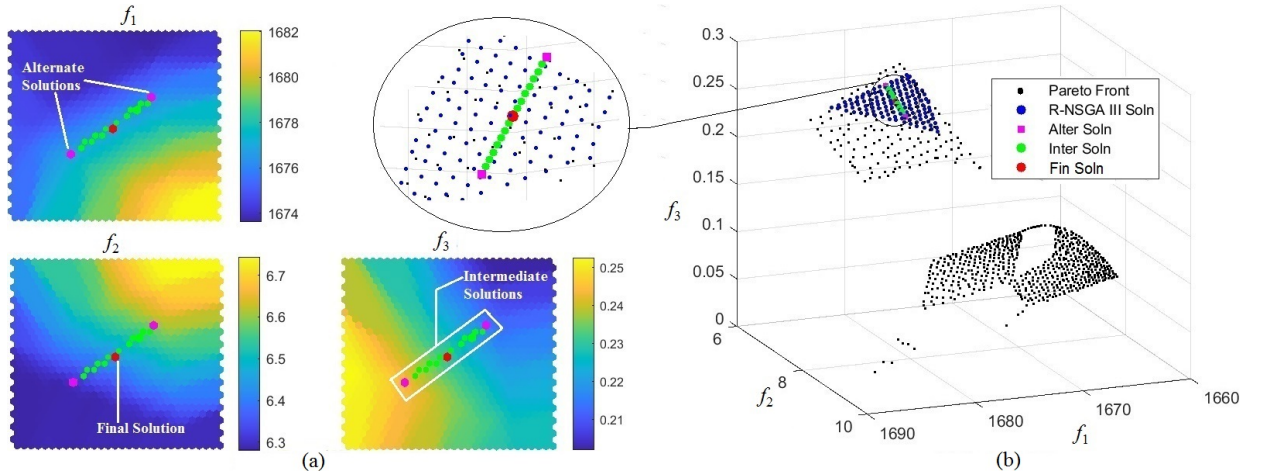 f1
1682
1680
1678
1676
1674
Alternate
Solutions
f2
6.7
6.6
6.5
6.4
6.3
Final Solution
f3
0.25
0.24
0.23
0.22
0.21
Intermediate
Solutions
(a)
0.3
0.25
0.2
0.15
0.1
0.05
0
f3
6
8
10
f2
1690
1680
1670
1660
f1
Pareto Front
R-NSGA III Soln
Alter Soln
Inter Soln
Fin Soln
(b)